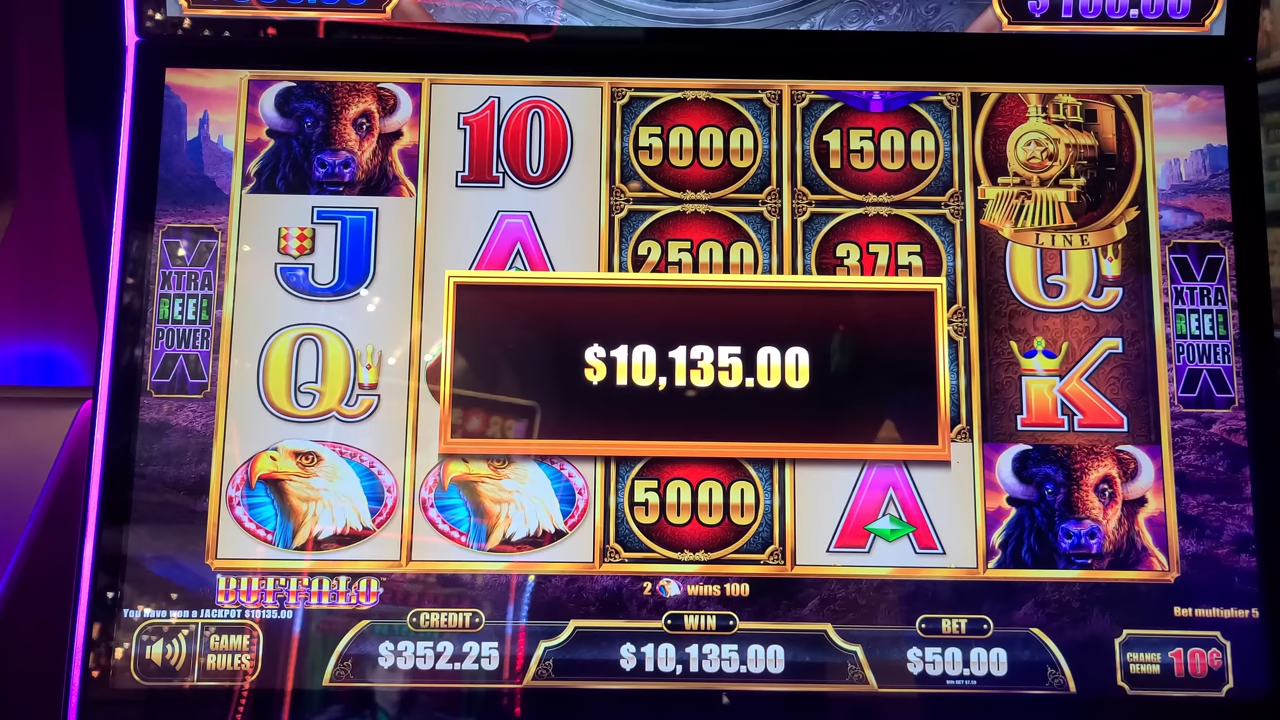 $100.00
10
5000
1500
J
A
2500
375
LINE
Q
XTRA
REEL
POWER
XTRA
REEL
POWER
Q
$10,135.00
K
5000
A
BUFFALO™
2 wins 100
You have won a JACKPOT $10135.00
Bet multiplier 5
GAME
RULES
CREDIT
$352.25
WIN
$10,135.00
BET
$50.00
CHANGE
DENOM
10¢